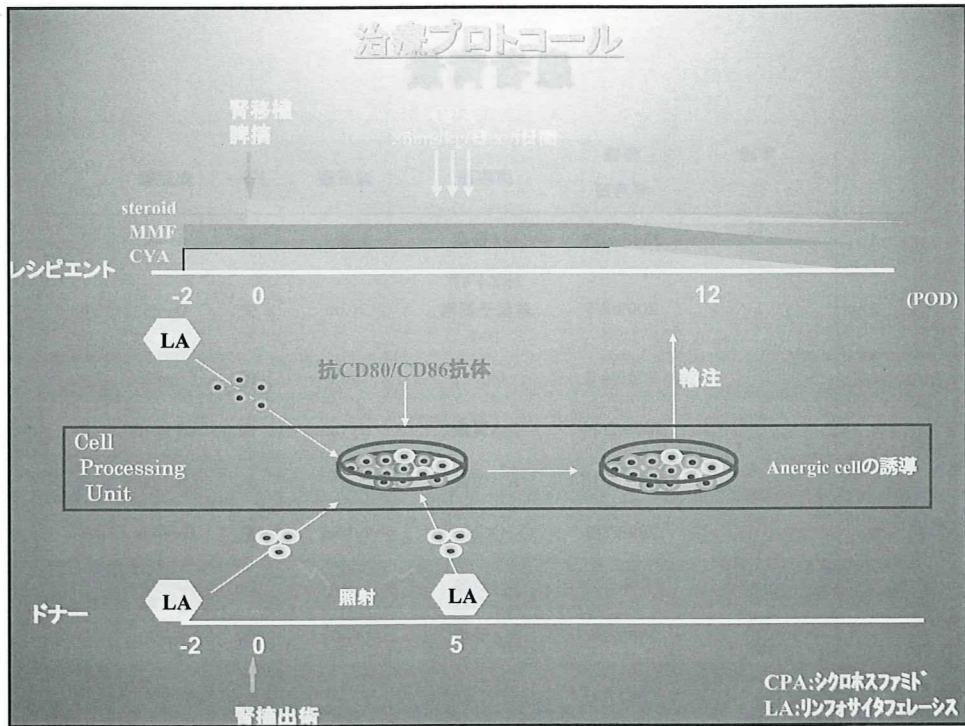 治療プロトコール
腎移植
脾摘
steroid
MMF
CYA
レシピエント
-2
0
12
(POD)
LA
抗CD80/CD86抗体
輸注
Cell
Processing
Unit
Anergic cellの誘導
LA
照射
LA
ドナー
-2
0
5
腎摘出術
CPA:シクロホスファミド
LA:リンフォサイタフェレーシス